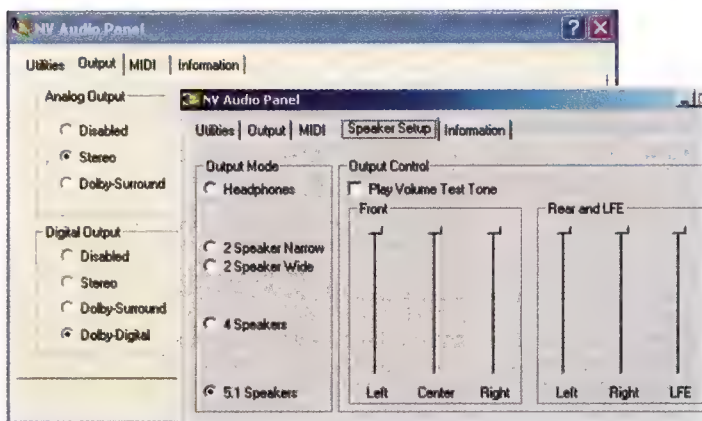 NV Audio Panel
Utilities Output MIDI Information
Analog Output
Disabled
Stereo
Dolby-Surround
Digital Output
Disabled
Stereo
Dolby-Surround
Dolby-Digital
NV Audio Panel
Utilities Output MIDI Speaker Setup Information
Output Mode
Headphones
2 Speaker Narrow
2 Speaker Wide
4 Speakers
5.1 Speakers
Output Control
Play Volume Test Tone
Front
Left Center Right
Rear and LFE
Left Right LFE